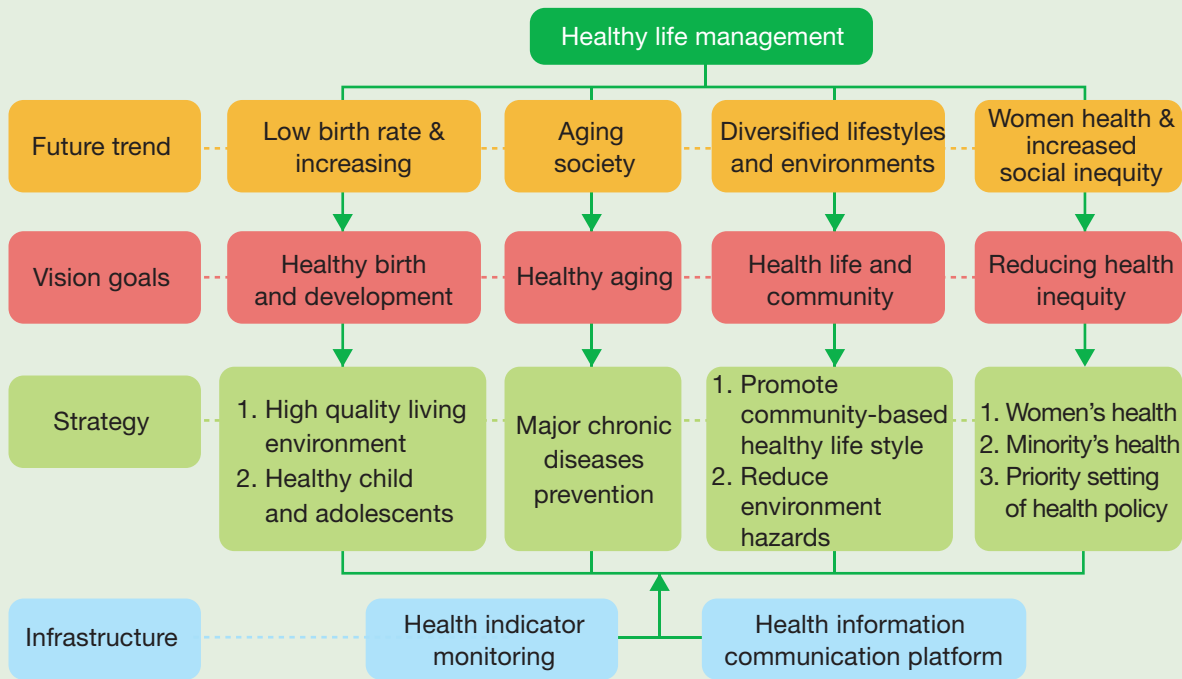 Healthy life management
Future trend
Low birth rate &
increasing
Aging
society
Diversified lifestyles
and environments
Women health &
increased
social inequity
Vision goals
Healthy birth
and development
Healthy aging
Health life and
community
Reducing health
inequity
Strategy
1. High quality living
environment
2. Healthy child
and adolescents
Major chronic
diseases
prevention
1. Promote
community-based
healthy life style
2. Reduce
environment
hazards
1. Women’s health
2. Minority’s health
3. Priority setting
of health policy
Infrastructure
Health indicator
monitoring
Health information
communication platform